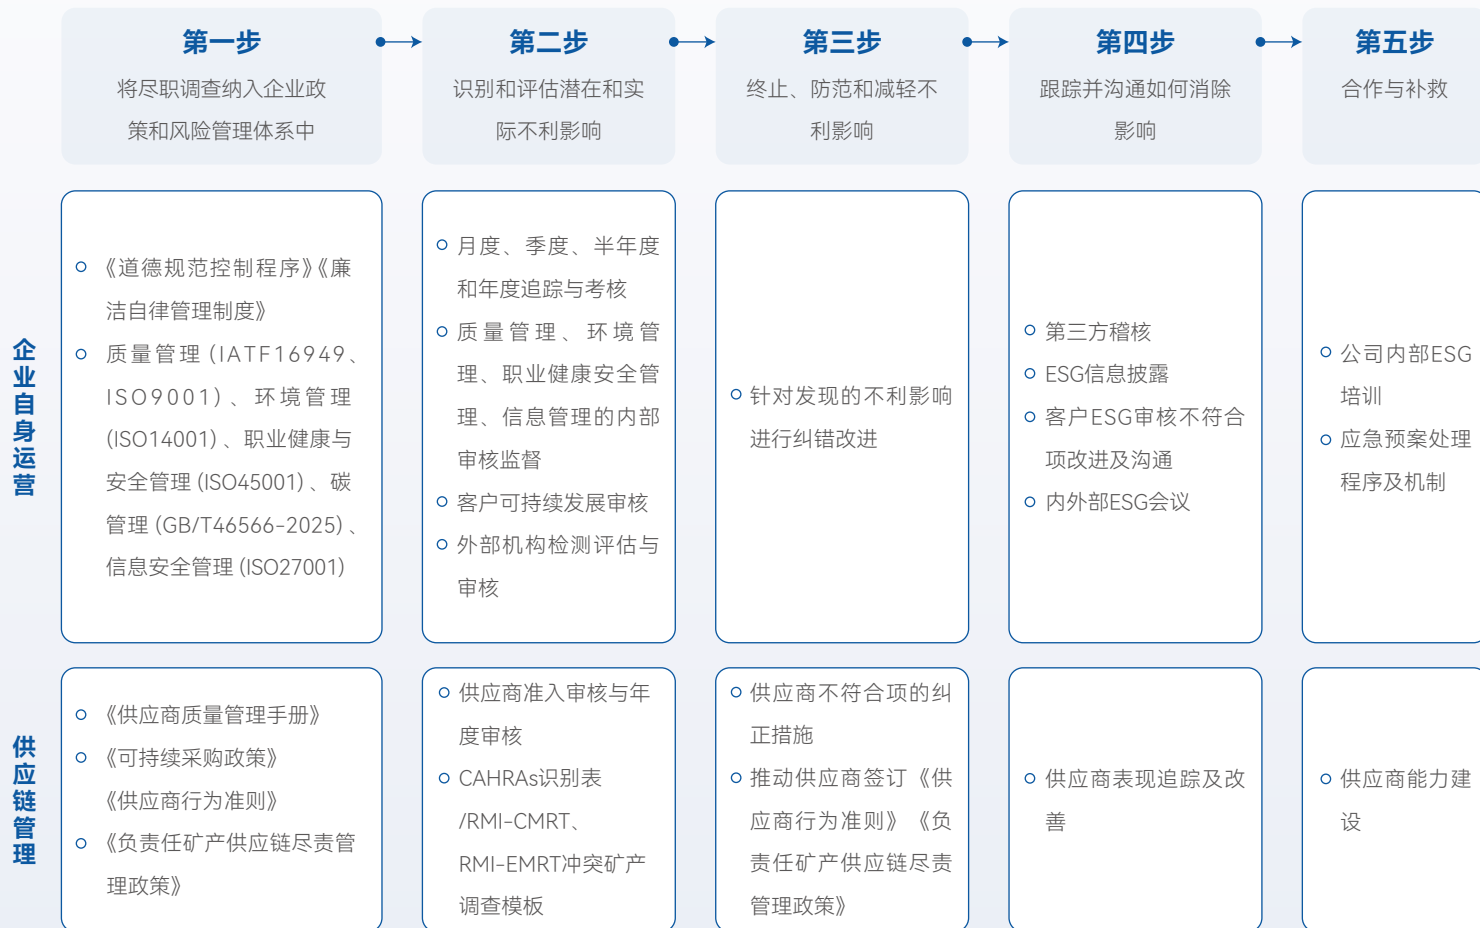 第一步
将尽职调查纳入企业政
策和风险管理体系中
第二步
识别和评估潜在和实
际不利影响
第三步
终止、防范和减轻不
利影响
第四步
跟踪并沟通如何消除
影响
第五步
合作与补救
企业自身运营
《道德规范控制程序》《廉
洁自律管理制度》
质量管理 (IATF16949、
ISO9001) 、环境管理
(ISO14001) 、职业健康与
安全管理 (ISO45001) 、碳
管理 (GB/T46566-2025) 、
信息安全管理 (ISO27001)
月度、季度、半年度
和年度追踪与考核
质量管理、环境管
理、职业健康安全管
理、信息管理的内部
审核监督
客户可持续发展审核
外部机构检测评估与
审核
针对发现的不利影响
进行纠错改进
第三方稽核
ESG信息披露
客户ESG审核不符合
项改进及沟通
内外部ESG会议
公司内部ESG
培训
应急预案处理
程序及机制
供应链管理
《供应商质量管理手册》
《可持续采购政策》
《供应商行为准则》
《负责任矿产供应链尽责管
理政策》
供应商准入审核与年
度审核
CAHRAs识别表
/RMI-CMRT、
RMI-EMRT冲突矿产
调查模板
供应商不符合项的纠
正措施
推动供应商签订《供
应商行为准则》《负
责任矿产供应链尽责
管理政策》
供应商表现追踪及改
善
供应商能力建
设